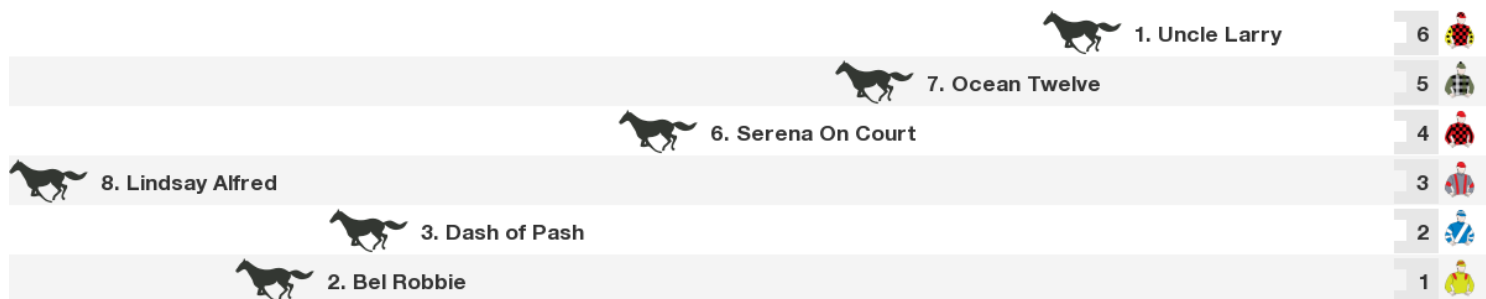 1. Uncle Larry 6
7. Ocean Twelve 5
6. Serena On Court 4
8. Lindsay Alfred 3
3. Dash of Pash 2
2. Bel Robbie 1